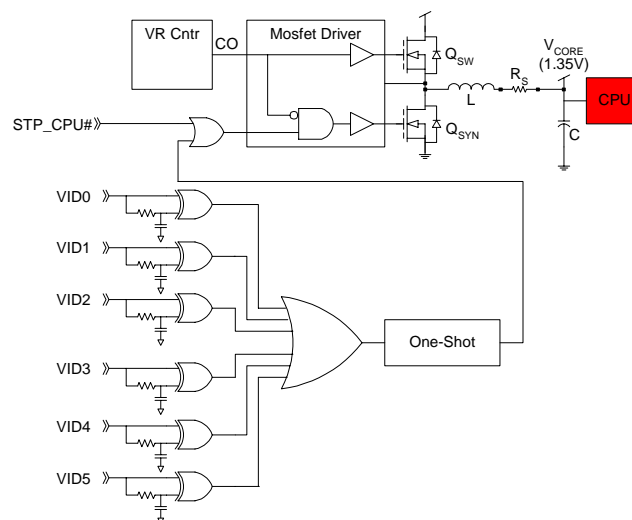 VR Cntr
CO
Mosfet Driver
QSW
VCORE
(1.35V)
RS
L
CPU
STP_CPU#
QSYN
C
VID0
VID1
VID2
VID3
One-Shot
VID4
VID5